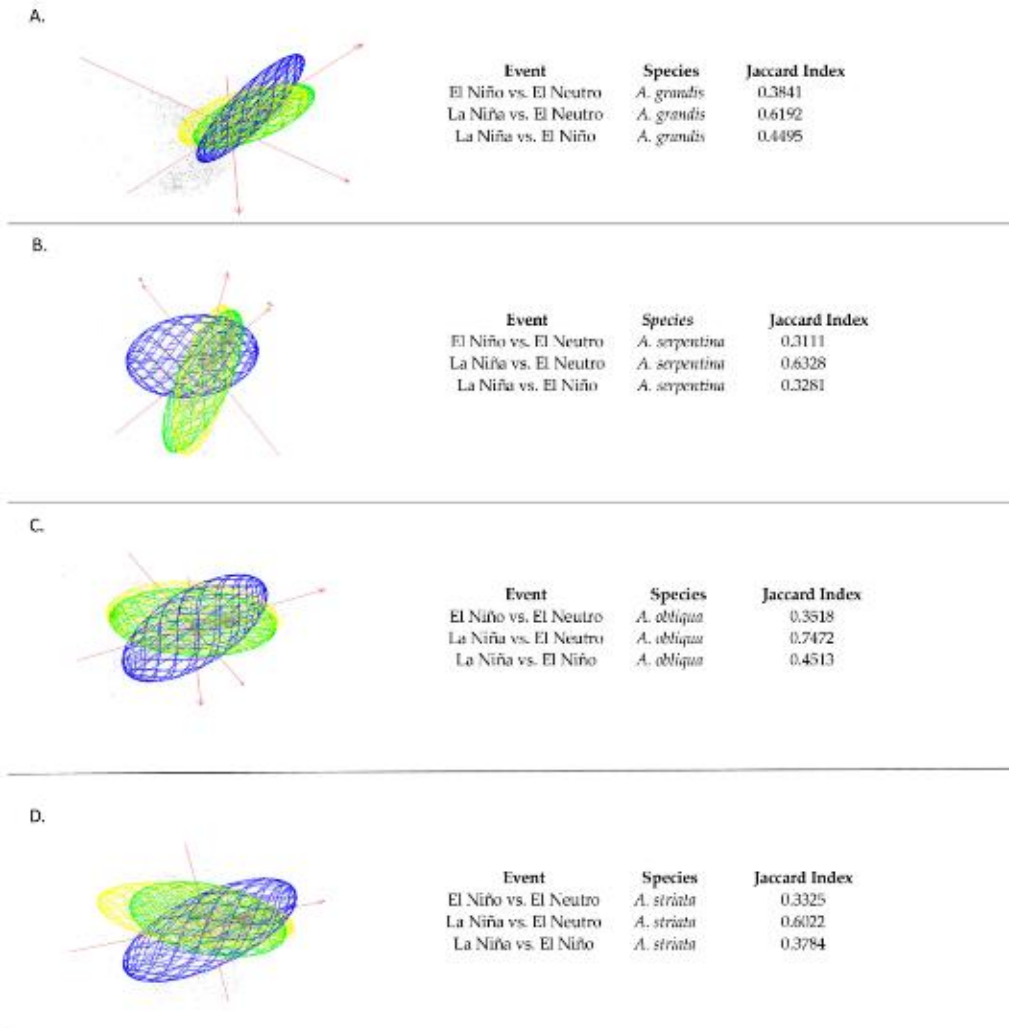 A.
Event Species Jaccard Index
El Niño vs. El Neutro A. grandis 0.3841
La Niña vs. El Neutro A. grandis 0.6192
La Niña vs. El Niño A. grandis 0.4495
B.
Event Species Jaccard Index
El Niño vs. El Neutro A. serpentina 0.3111
La Niña vs. El Neutro A. serpentina 0.6328
La Niña vs. El Niño A. serpentina 0.3281
C.
Event Species Jaccard Index
El Niño vs. El Neutro A. obliqua 0.3518
La Niña vs. El Neutro A. obliqua 0.7472
La Niña vs. El Niño A. obliqua 0.4513
D.
Event Species Jaccard Index
El Niño vs. El Neutro A. striata 0.3325
La Niña vs. El Neutro A. striata 0.6022
La Niña vs. El Niño A. striata 0.3784